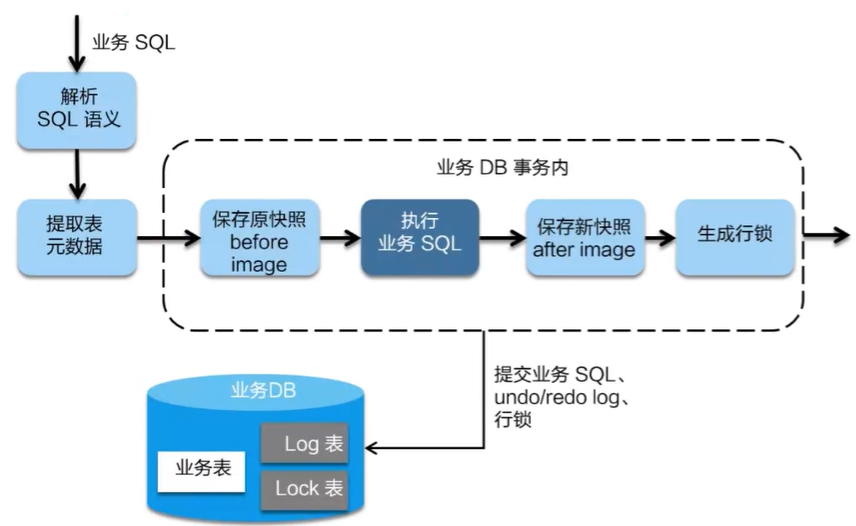 业务 SQL
解析
SQL 语义
业务 DB 事务内
提取表
元数据
保存原快照
before
image
执行
业务 SQL
保存新快照
after image
生成行锁
提交业务 SQL、
undo/redo log、
行锁
业务DB
Log 表
业务表
Lock 表